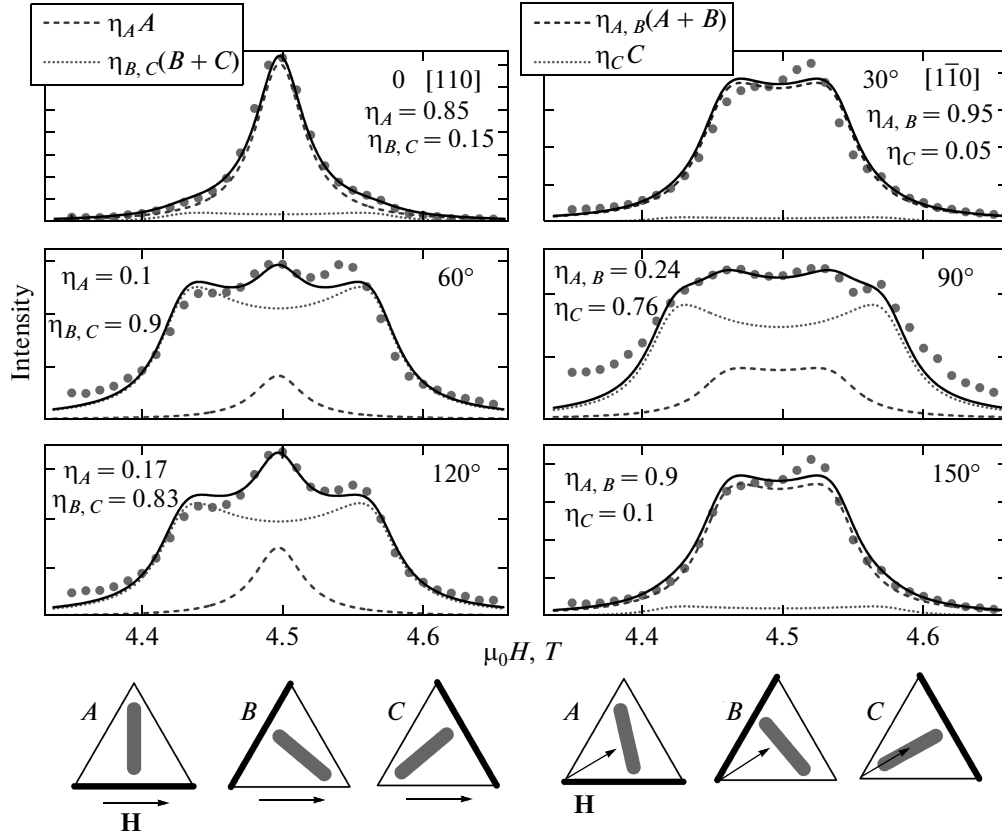 η_A A
η_{B, C}(B + C)
η_{A, B}(A + B)
η_C C
0 [110]
η_A = 0.85
η_{B, C} = 0.15
30° [11̄0]
η_{A, B} = 0.95
η_C = 0.05
η_A = 0.1
60°
η_{B, C} = 0.9
η_{A, B} = 0.24
90°
η_C = 0.76
Intensity
η_A = 0.17
120°
η_{B, C} = 0.83
η_{A, B} = 0.9
150°
η_C = 0.1
4.4 4.5 4.6 4.4 4.5 4.6
μ₀H, T
A B C A B C
H H